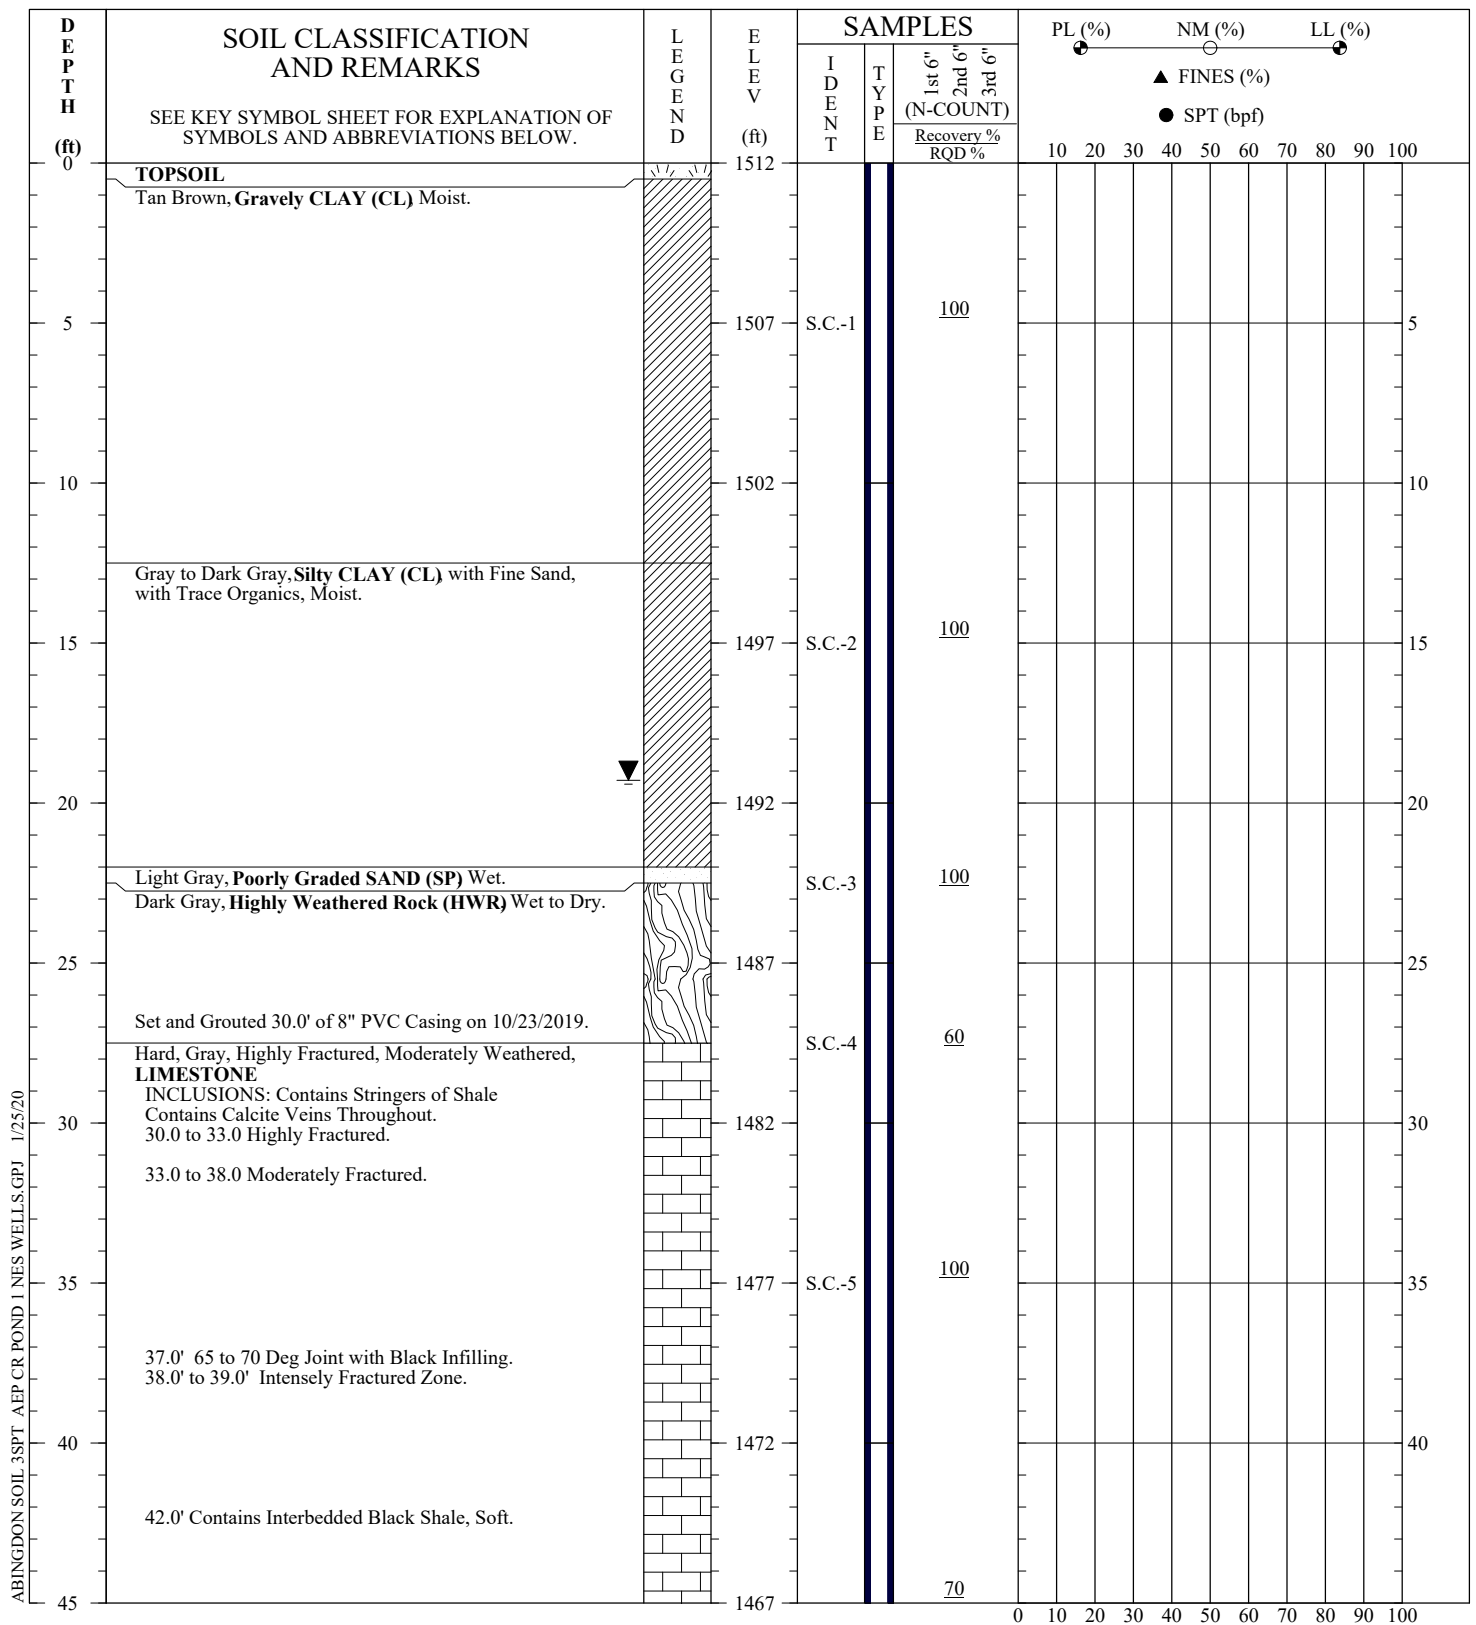 DEPTH (ft)
SOIL CLASSIFICATION
AND REMARKS
SEE KEY SYMBOL SHEET FOR EXPLANATION OF
SYMBOLS AND ABBREVIATIONS BELOW.
LEGEND
ELEV (ft)
SAMPLES
IDENT
TYPE
1st 6"
2nd 6"
3rd 6"
(N-COUNT)
Recovery %
RQD %
PL (%) NM (%) LL (%)
FINES (%)
SPT (bpf)
10 20 30 40 50 60 70 80 90 100
0 1512
TOPSOIL
Tan Brown, Gravely CLAY (CL), Moist.
100
5 1507 S.C.-1 5
10 1502 10
Gray to Dark Gray, Silty CLAY (CL), with Fine Sand,
with Trace Organics, Moist.
100
15 1497 S.C.-2 15
20 1492 20
Light Gray, Poorly Graded SAND (SP), Wet.
100
S.C.-3
Dark Gray, Highly Weathered Rock (HWR), Wet to Dry.
25 1487 25
Set and Grouted 30.0' of 8" PVC Casing on 10/23/2019.
60
S.C.-4
Hard, Gray, Highly Fractured, Moderately Weathered,
LIMESTONE
INCLUSIONS: Contains Stringers of Shale
Contains Calcite Veins Throughout.
30 1482 30
30.0 to 33.0 Highly Fractured.
33.0 to 38.0 Moderately Fractured.
100
35 1477 S.C.-5 35
37.0' 65 to 70 Deg Joint with Black Infilling.
38.0' to 39.0' Intensely Fractured Zone.
40 1472 40
42.0' Contains Interbedded Black Shale, Soft.
70
45 1467
0 10 20 30 40 50 60 70 80 90 100
ABINGDON SOIL 3SPT AEP CR POND 1 NES WELLS.GPJ 1/25/20